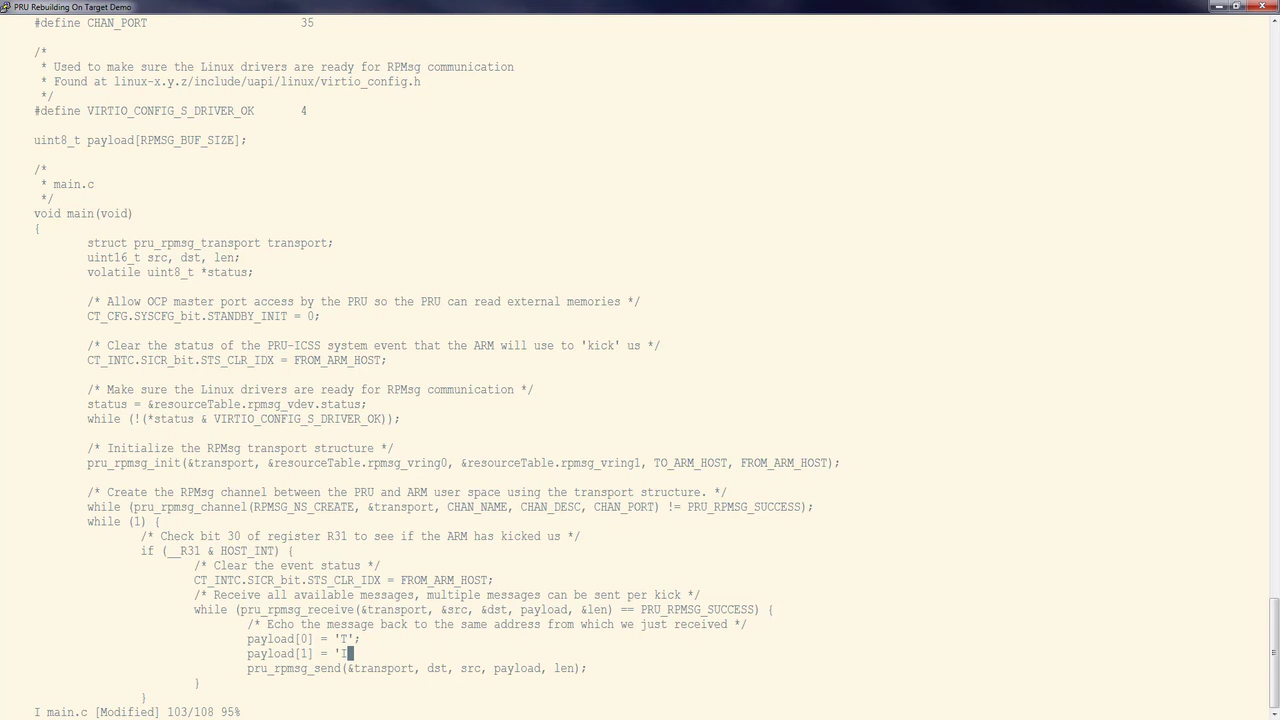 PRU Rebuilding On Target Demo
#define CHAN_PORT                       35
/*
 * Used to make sure the Linux drivers are ready for RPMsg communication
 * Found at linux-x.y.z/include/uapi/linux/virtio_config.h
 */
#define VIRTIO_CONFIG_S_DRIVER_OK       4
uint8_t payload[RPMSG_BUF_SIZE];
/*
 * main.c
 */
void main(void)
{
        struct pru_rpmsg_transport transport;
        uint16_t src, dst, len;
        volatile uint8_t *status;
        /* Allow OCP master port access by the PRU so the PRU can read external memories */
        CT_CFG.SYSCFG_bit.STANDBY_INIT = 0;
        /* Clear the status of the PRU-ICSS system event that the ARM will use to 'kick' us */
        CT_INTC.SICR_bit.STS_CLR_IDX = FROM_ARM_HOST;
        /* Make sure the Linux drivers are ready for RPMsg communication */
        status = &resourceTable.rpmsg_vdev.status;
        while (!(*status & VIRTIO_CONFIG_S_DRIVER_OK));
        /* Initialize the RPMsg transport structure */
        pru_rpmsg_init(&transport, &resourceTable.rpmsg_vring0, &resourceTable.rpmsg_vring1, TO_ARM_HOST, FROM_ARM_HOST);
        /* Create the RPMsg channel between the PRU and ARM user space using the transport structure. */
        while (pru_rpmsg_channel(RPMSG_NS_CREATE, &transport, CHAN_NAME, CHAN_DESC, CHAN_PORT) != PRU_RPMSG_SUCCESS);
        while (1) {
                /* Check bit 30 of register R31 to see if the ARM has kicked us */
                if (__R31 & HOST_INT) {
                        /* Clear the event status */
                        CT_INTC.SICR_bit.STS_CLR_IDX = FROM_ARM_HOST;
                        /* Receive all available messages, multiple messages can be sent per kick */
                        while (pru_rpmsg_receive(&transport, &src, &dst, payload, &len) == PRU_RPMSG_SUCCESS) {
                                /* Echo the message back to the same address from which we just received */
                                payload[0] = 'T';
                                payload[1] = 'I
                                pru_rpmsg_send(&transport, dst, src, payload, len);
                        }
                }
I main.c [Modified] 103/108 95%